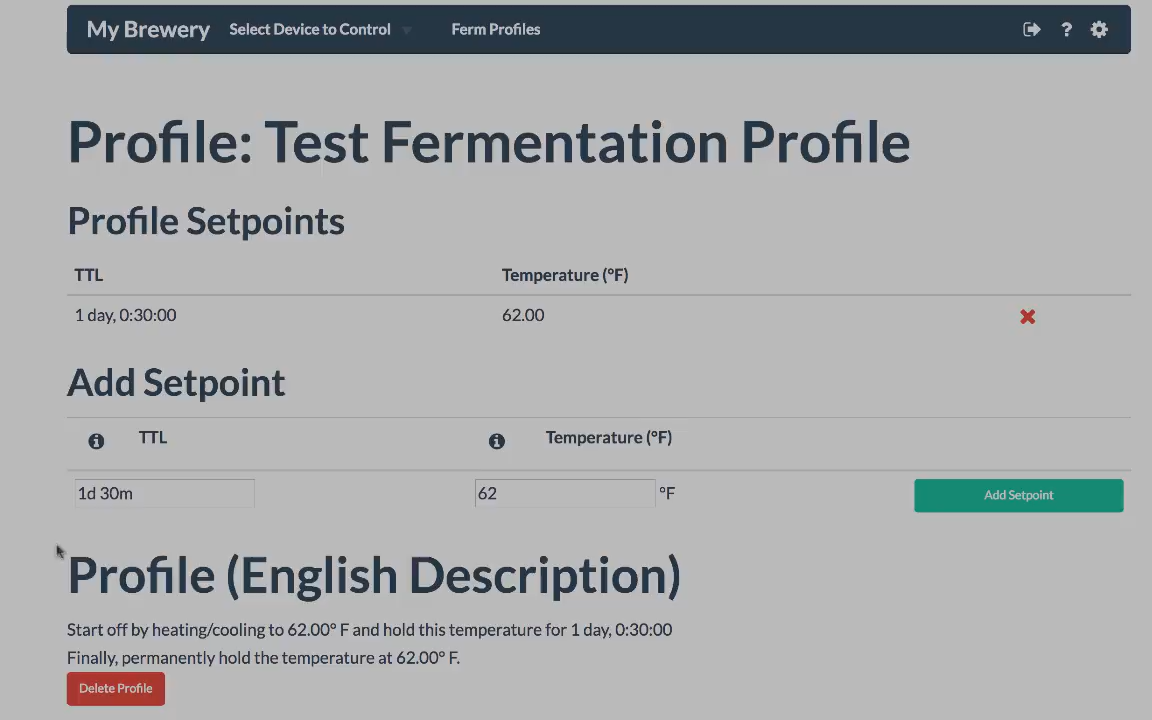 My Brewery Select Device to Control Ferm Profiles ?
Profile: Test Fermentation Profile
Profile Setpoints
TTL Temperature (°F)
1 day, 0:30:00 62.00
Add Setpoint
TTL Temperature (°F)
1d 30m 62 °F Add Setpoint
Profile (English Description)
Start off by heating/cooling to 62.00° F and hold this temperature for 1 day, 0:30:00
Finally, permanently hold the temperature at 62.00° F.
Delete Profile